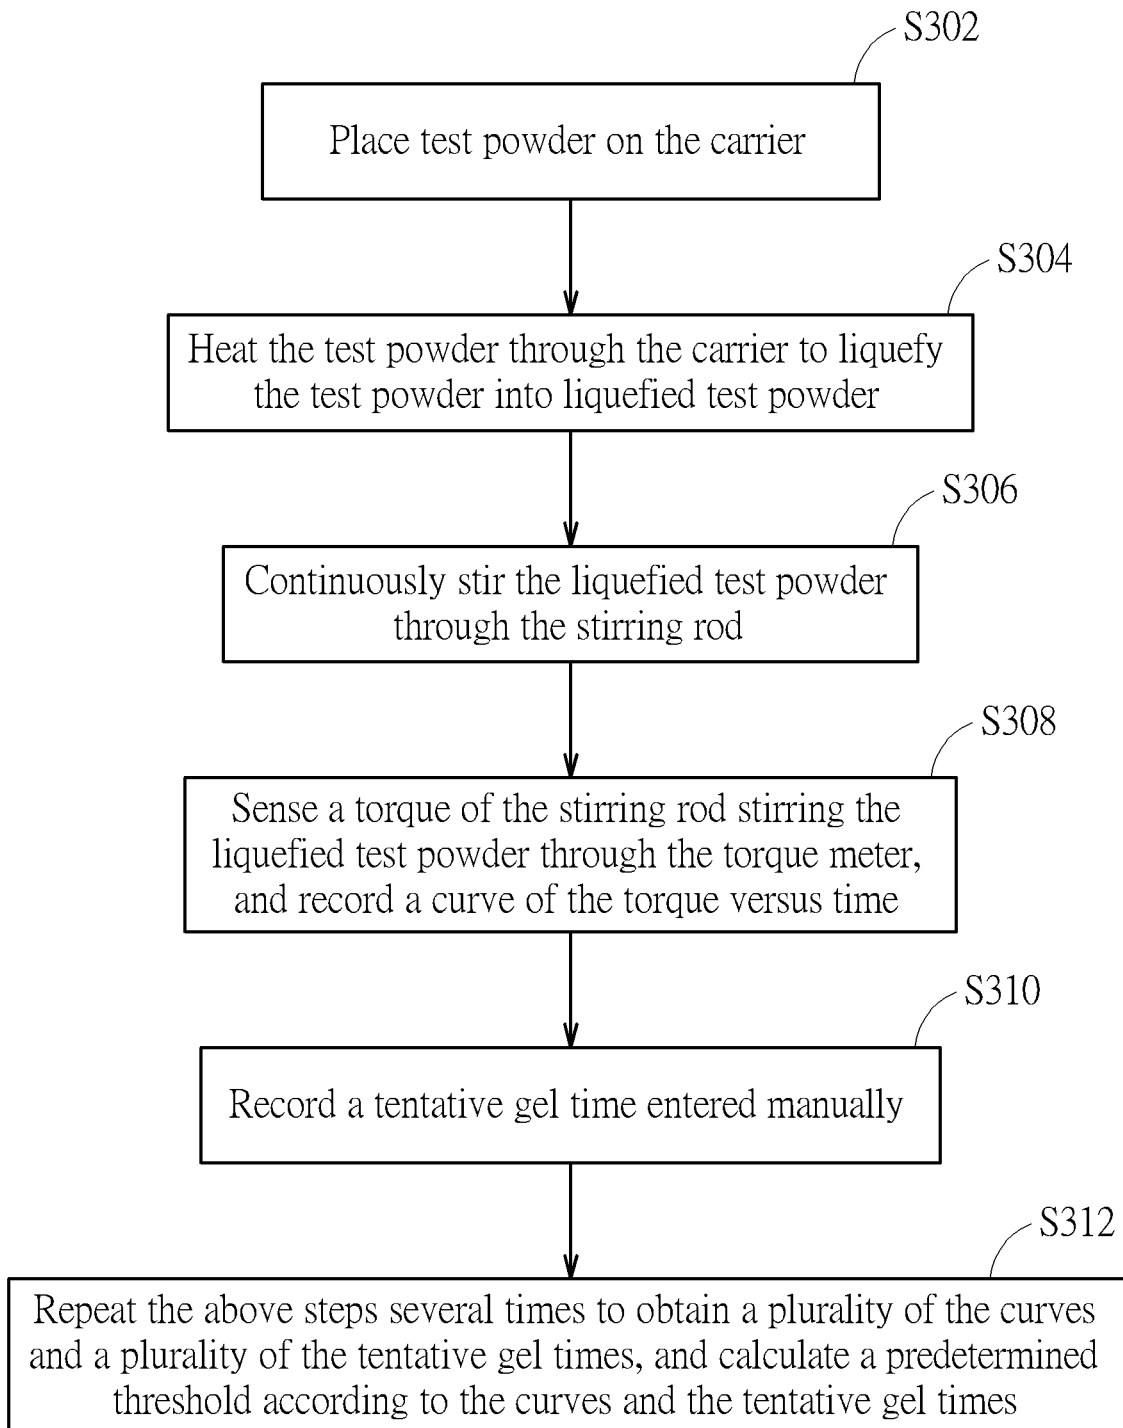 S302
Place test powder on the carrier
S304
Heat the test powder through the carrier to liquefy
the test powder into liquefied test powder
S306
Continuously stir the liquefied test powder
through the stirring rod
S308
Sense a torque of the stirring rod stirring the
liquefied test powder through the torque meter,
and record a curve of the torque versus time
S310
Record a tentative gel time entered manually
S312
Repeat the above steps several times to obtain a plurality of the curves
and a plurality of the tentative gel times, and calculate a predetermined
threshold according to the curves and the tentative gel times